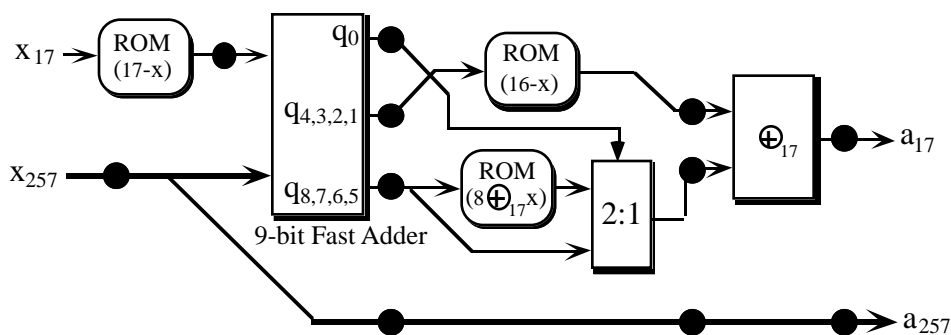 x17
ROM
(17-x)
q0
q4,3,2,1
q8,7,6,5
9-bit Fast Adder
ROM
(16-x)
ROM
(8⊕17x)
2:1
⊕17
a17
x257
a257